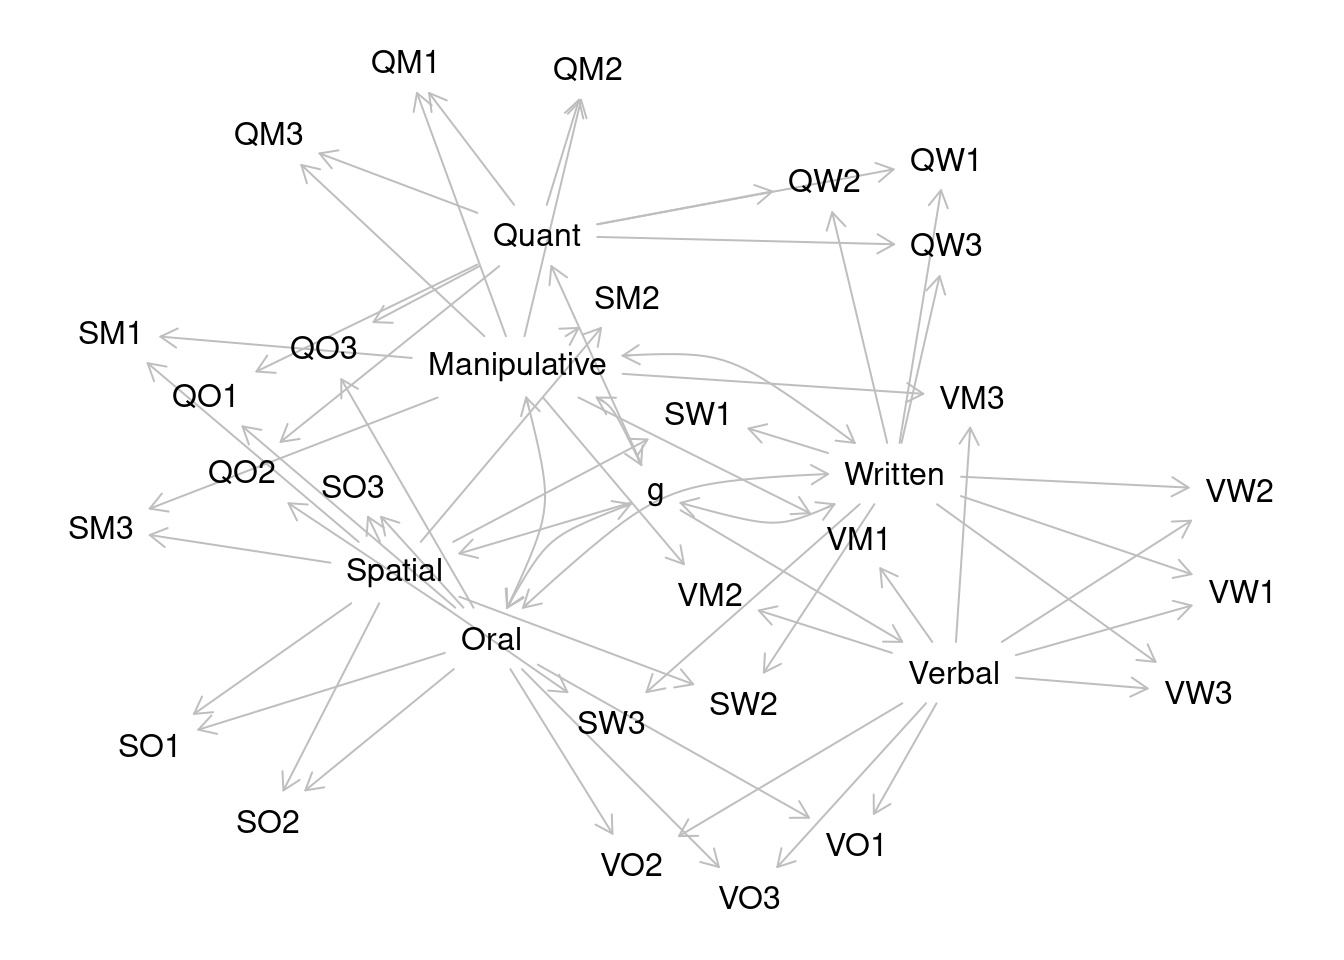 QM1
QM2
QM3
QW1
QW2
Quant
QW3
SM2
SM1
QO3
Manipulative
QO1
VM3
SW1
QO2
Written
SO3
g
VW2
SM3
VM1
Spatial
VM2
VW1
Oral
Verbal
VW3
SW2
SW3
SO1
SO2
VO1
VO2
VO3